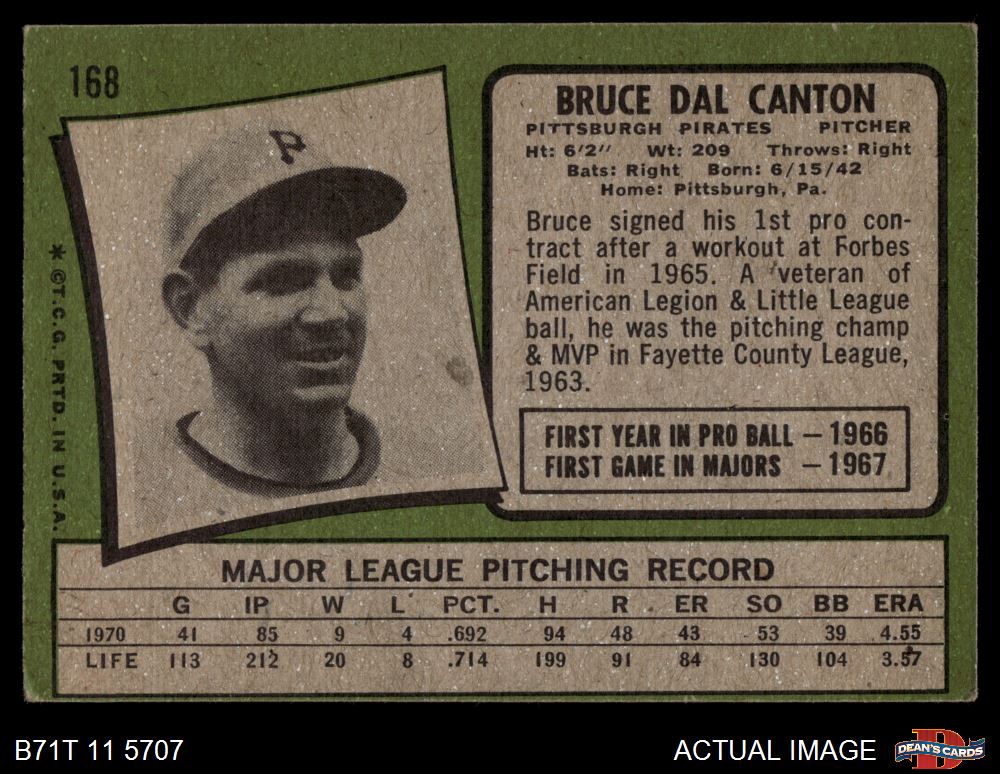 168
P
BRUCE DAL CANTON
PITTSBURGH PIRATES PITCHER
Ht: 6'2" Wt: 209 Throws: Right
Bats: Right Born: 6/15/42
Home: Pittsburgh, Pa.
Bruce signed his 1st pro con-
tract after a workout at Forbes
Field in 1965. A veteran of
American Legion & Little League
ball, he was the pitching champ
& MVP in Fayette County League,
1963.
FIRST YEAR IN PRO BALL — 1966
FIRST GAME IN MAJORS — 1967
* © T.C.G. PRTD. IN U.S.A.
MAJOR LEAGUE PITCHING RECORD
G IP W L PCT. H R ER SO BB ERA
1970 41 85 9 4 .692 94 48 43 53 39 4.55
LIFE 113 212 20 8 .714 199 91 84 130 104 3.57
B71T 11 5707
ACTUAL IMAGE
D
DEAN'S CARDS